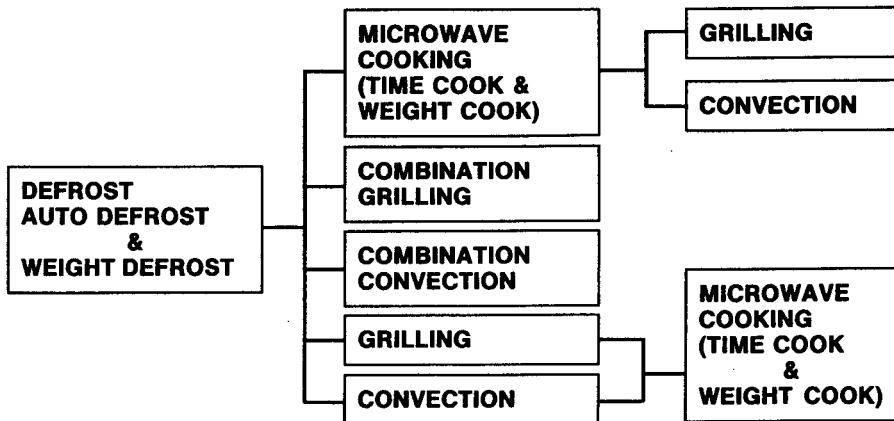 DEFROST
AUTO DEFROST
&
WEIGHT DEFROST
MICROWAVE
COOKING
(TIME COOK &
WEIGHT COOK)
COMBINATION
GRILLING
COMBINATION
CONVECTION
GRILLING
CONVECTION
GRILLING
CONVECTION
MICROWAVE
COOKING
(TIME COOK
&
WEIGHT COOK)